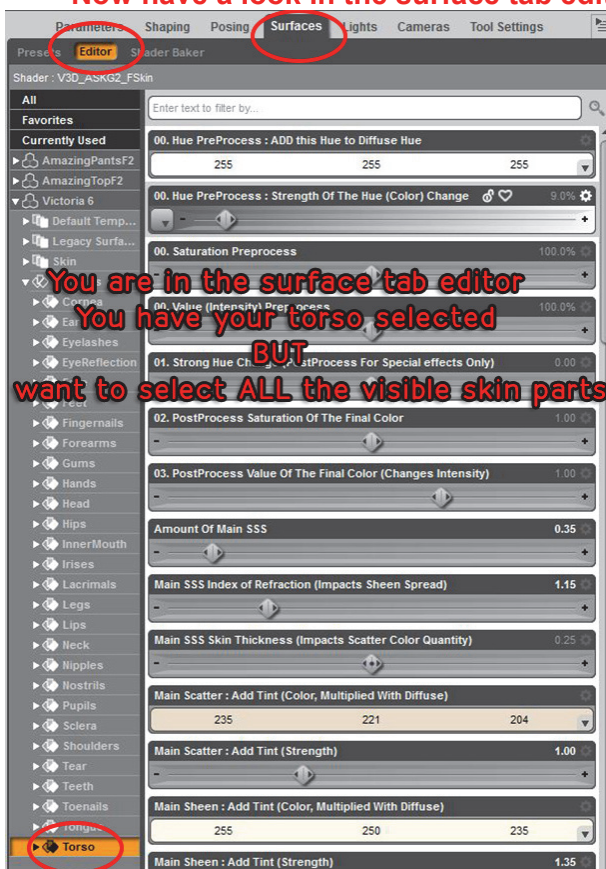 Now have a look in the surface tab edi
Parameters Shaping Posing Surfaces Lights Cameras Tool Settings
Presets Editor Shader Baker
Shader : V3D_ASKG2_FSkin
All
Favorites
Currently Used
AmazingPantsF2
AmazingTopF2
Victoria 6
Default Temp...
Legacy Surfa...
Skin
Cornea
Eyelashes
EyeReflection
Feet
Fingernails
Forearms
Gums
Hands
Head
Hips
InnerMouth
Irises
Lacrimals
Legs
Lips
Neck
Nipples
Nostrils
Pupils
Sclera
Shoulders
Tear
Teeth
Toenails
Tongue
Torso
Enter text to filter by...
00. Hue PreProcess : ADD this Hue to Diffuse Hue
255 255 255
00. Hue PreProcess : Strength Of The Hue (Color) Change 9.0%
00. Saturation Preprocess 100.0%
00. Value (Intensity) Preprocess 100.0%
01. Strong Hue Change (PostProcess For Special effects Only) 0.00
02. PostProcess Saturation Of The Final Color 1.00
03. PostProcess Value Of The Final Color (Changes Intensity) 1.00
Amount Of Main SSS 0.35
Main SSS Index of Refraction (Impacts Sheen Spread) 1.15
Main SSS Skin Thickness (Impacts Scatter Color Quantity) 0.25
Main Scatter : Add Tint (Color, Multiplied With Diffuse)
235 221 204
Main Scatter : Add Tint (Strength) 1.00
Main Sheen : Add Tint (Color, Multiplied With Diffuse)
255 250 235
Main Sheen : Add Tint (Strength) 1.35
You are in the surface tab editor
You have your torso selected
BUT
want to select ALL the visible skin parts